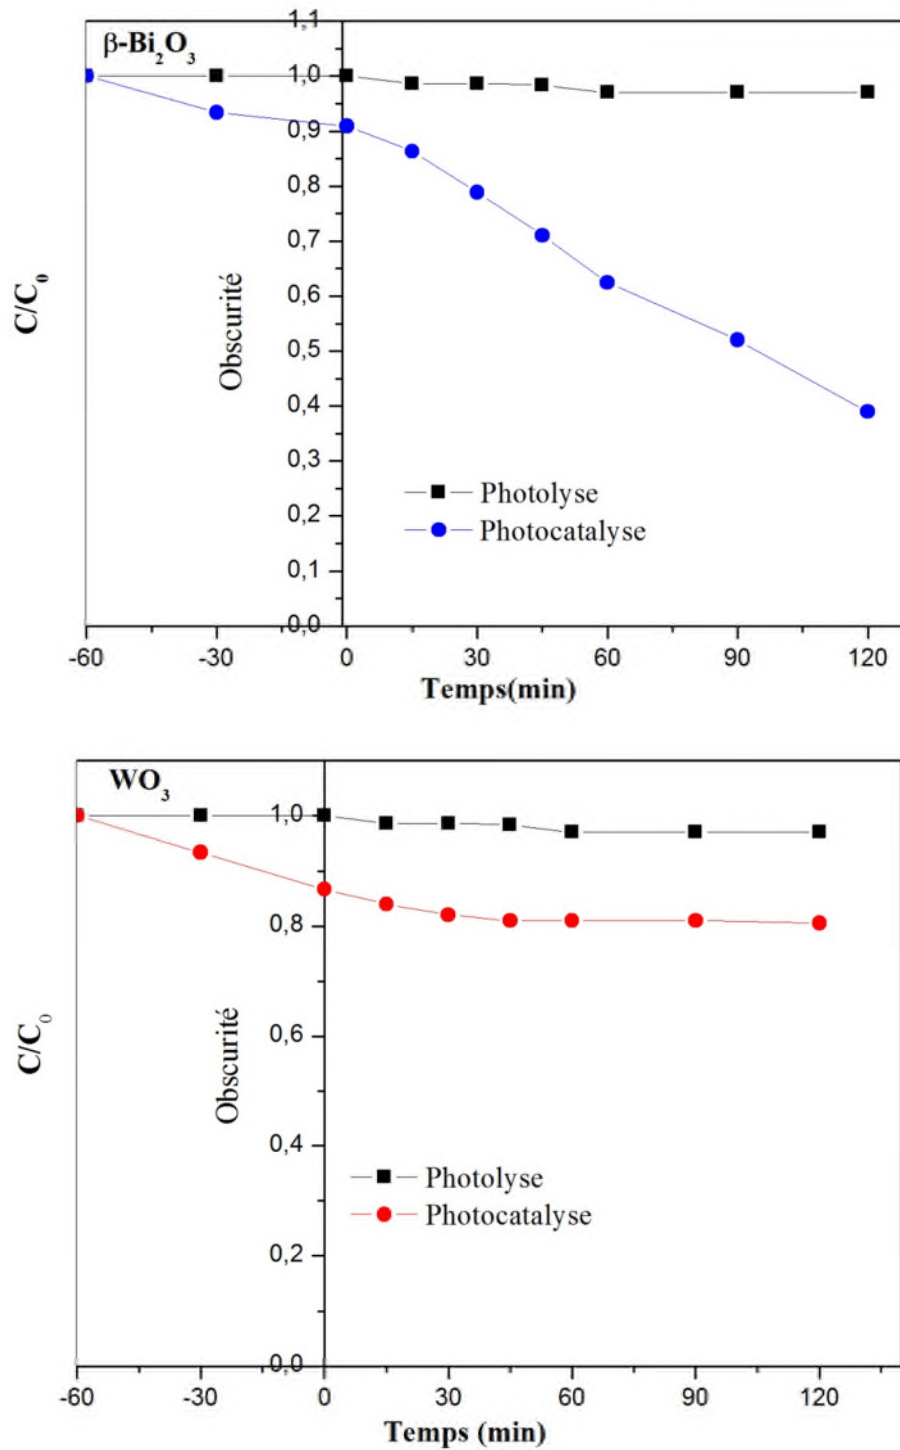 β-Bi₂O₃
1,1
1,0
0,9
0,8
0,7
0,6
0,5
0,4
0,3
0,2
0,1
0,0
C/C₀
Obscurité
Photolyse
Photocatalyse
-60 -30 0 30 60 90 120
Temps(min)
WO₃
1,0
0,8
0,6
0,4
0,2
0,0
C/C₀
Obscurité
Photolyse
Photocatalyse
-60 -30 0 30 60 90 120
Temps (min)